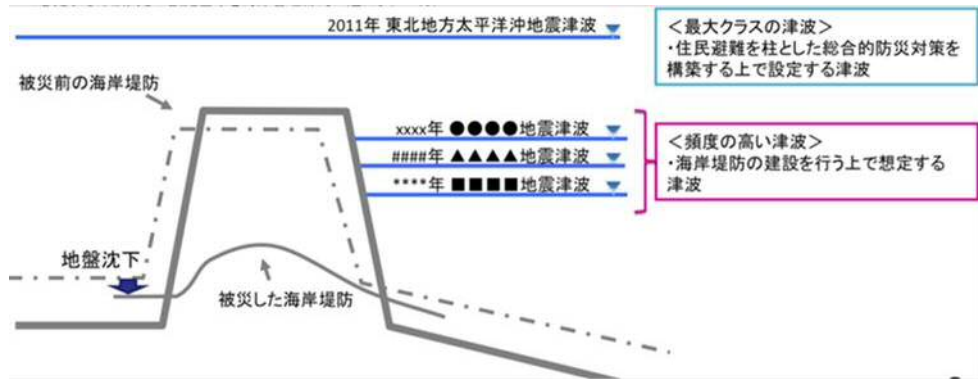 2011年 東北地方太平洋沖地震津波
＜最大クラスの津波＞
・住民避難を柱とした総合的防災対策を
構築する上で設定する津波
被災前の海岸堤防
xxxx年 ●●●●地震津波
####年 ▲▲▲▲地震津波
****年 ■■■■地震津波
＜頻度の高い津波＞
・海岸堤防の建設を行う上で想定する
津波
地盤沈下
被災した海岸堤防